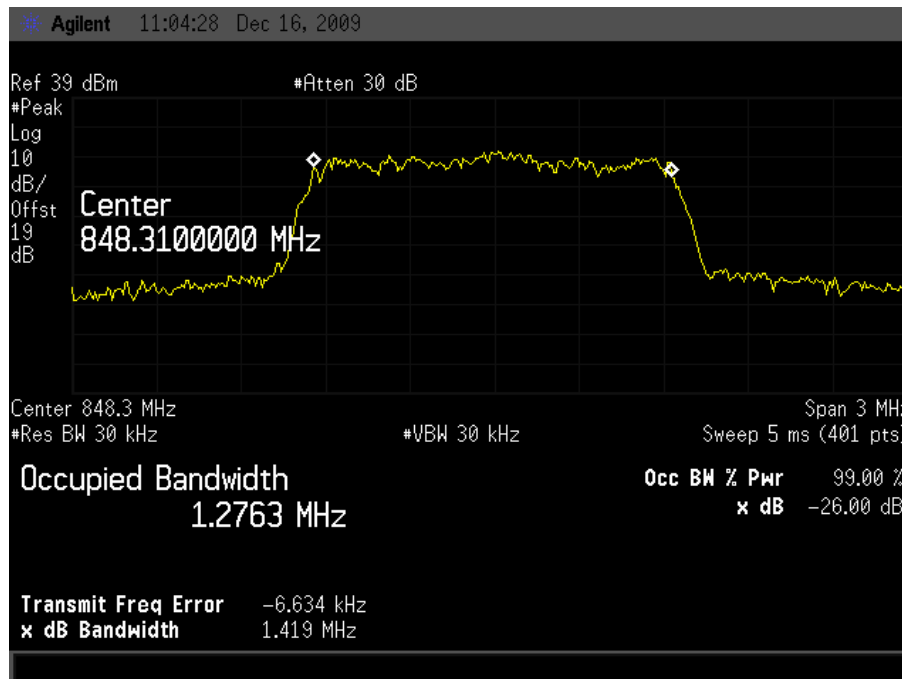 Agilent 11:04:28 Dec 16, 2009
Ref 39 dBm #Atten 30 dB
#Peak
Log
10
dB/
Offst
19
dB
Center
848.3100000 MHz
Center 848.3 MHz Span 3 MHz
#Res BW 30 kHz #VBW 30 kHz Sweep 5 ms (401 pts)
Occupied Bandwidth
1.2763 MHz
Occ BW % Pwr 99.00 %
x dB -26.00 dB
Transmit Freq Error -6.634 kHz
x dB Bandwidth 1.419 MHz